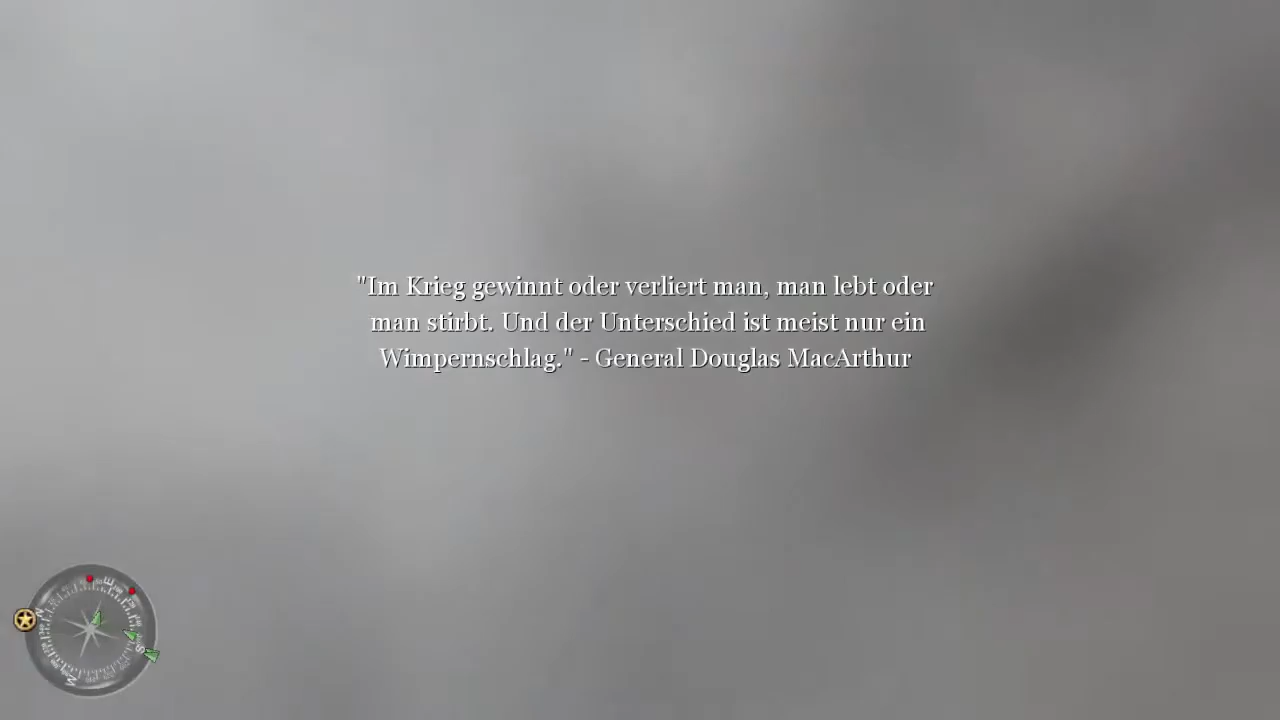 "Im Krieg gewinnt oder verliert man, man lebt oder
man stirbt. Und der Unterschied ist meist nur ein
Wimpernschlag." - General Douglas MacArthur